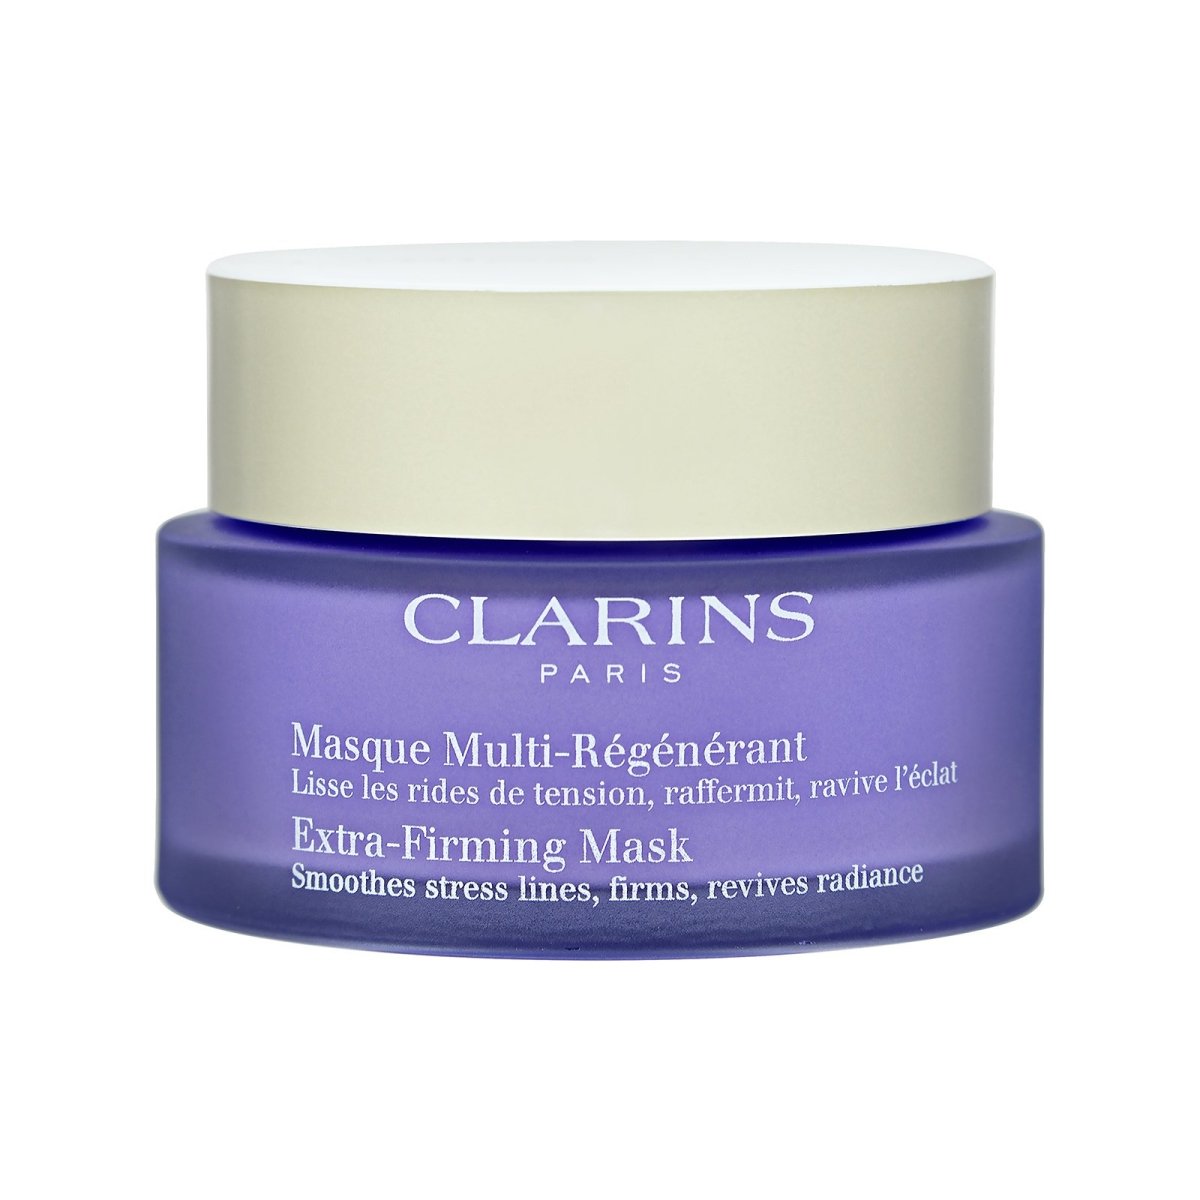 CLARINS
PARIS
Masque Multi-Régénérant
Lisse les rides de tension, raffermit, ravive l'éclat
Extra-Firming Mask
Smoothes stress lines, firms, revives radiance